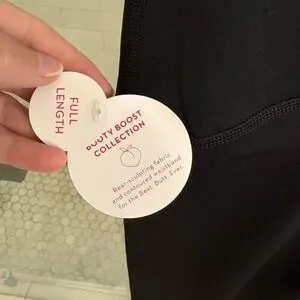 FULL
LENGTH
BOOTY BOOST
COLLECTION
Rear-sculpting fabric
and contoured waistband
for the Best. Butt. Ever.